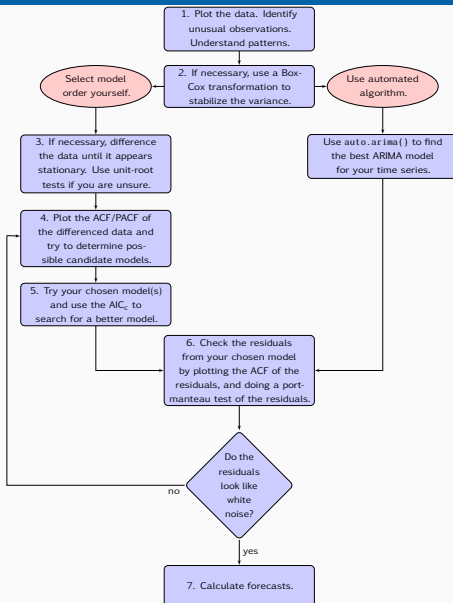 1. Plot the data. Identify
unusual observations.
Understand patterns.
Select model
order yourself.
2. If necessary, use a Box-
Cox transformation to
stabilize the variance.
Use automated
algorithm.
3. If necessary, difference
the data until it appears
stationary. Use unit-root
tests if you are unsure.
Use auto.arima() to find
the best ARIMA model
for your time series.
4. Plot the ACF/PACF of
the differenced data and
try to determine pos-
sible candidate models.
5. Try your chosen model(s)
and use the AICc to
search for a better model.
6. Check the residuals
from your chosen model
by plotting the ACF of the
residuals, and doing a port-
manteau test of the residuals.
Do the
residuals
look like
white
noise?
no
yes
7. Calculate forecasts.